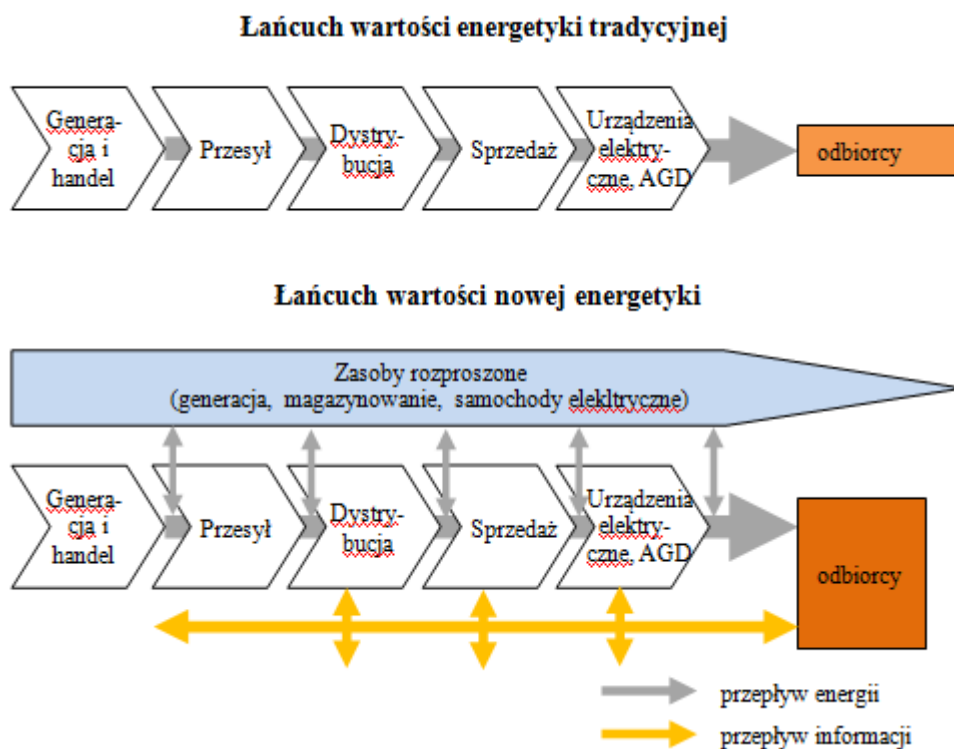 Łańcuch wartości energetyki tradycyjnej
Genera-
cja i
handel
Przesył
Dystry-
bucja
Sprzedaż
Urządzenia
elektry-
czne, AGD
odbiorcy
Łańcuch wartości nowej energetyki
Zasoby rozproszone
(generacja, magazynowanie, samochody elekltryczne)
Genera-
cja i
handel
Przesył
Dystry-
bucja
Sprzedaż
Urządzenia
elektry-
czne, AGD
odbiorcy
przepływ energii
przepływ informacji